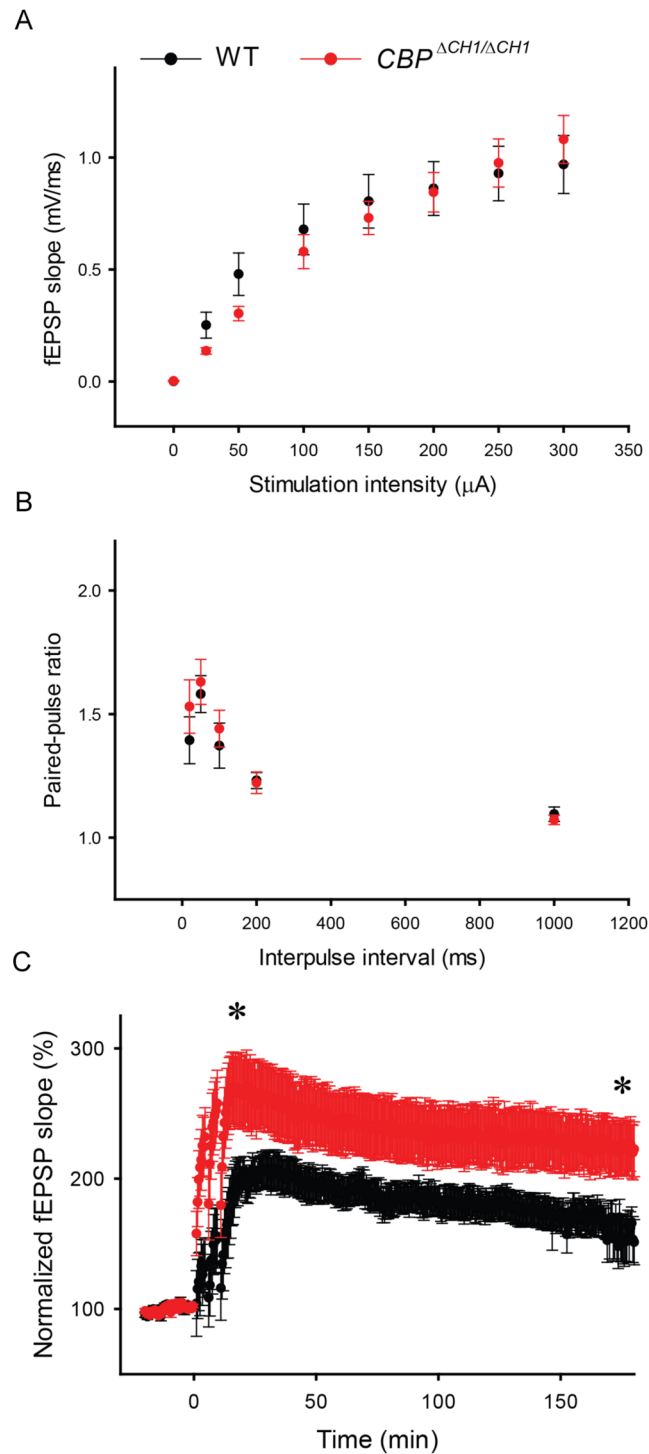 A
WT CBP ΔCH1/ΔCH1
fEPSP slope (mV/ms)
1.0
0.5
0.0
0 50 100 150 200 250 300 350
Stimulation intensity (μA)
B
Paired-pulse ratio
2.0
1.5
1.0
0 200 400 600 800 1000 1200
Interpulse interval (ms)
C
Normalized fEPSP slope (%)
300
200
100
* *
0 50 100 150
Time (min)